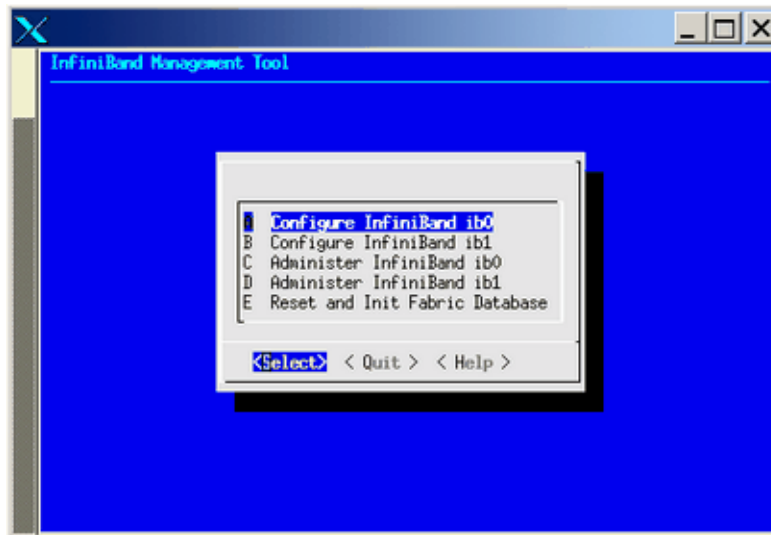 InfiniBand Management Tool
A Configure InfiniBand ib0
B Configure InfiniBand ib1
C Administer InfiniBand ib0
D Administer InfiniBand ib1
E Reset and Init Fabric Database
<Select> < Quit > < Help >